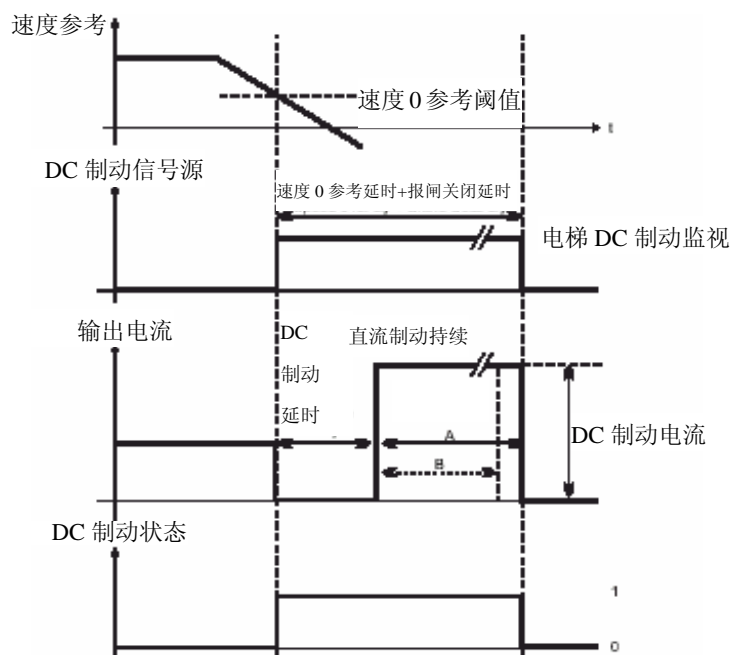 速度参考
速度 0 参考阈值
t
DC 制动信号源
速度 0 参考延时+报闸关闭延时
电梯 DC 制动监视
输出电流
DC
制动
延时
直流制动持续
A
B
DC 制动电流
DC 制动状态
1
0